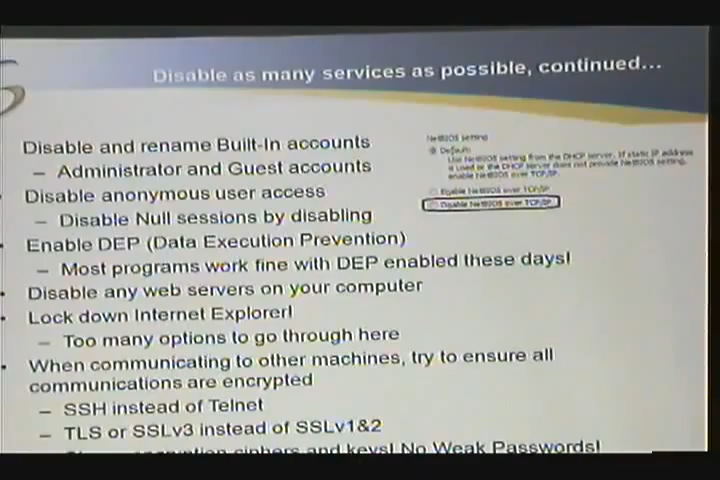 Disable as many services as possible, continued...
Disable and rename Built-In accounts
– Administrator and Guest accounts
Disable anonymous user access
– Disable Null sessions by disabling
• Enable DEP (Data Execution Prevention)
– Most programs work fine with DEP enabled these days!
• Disable any web servers on your computer
• Lock down Internet Explorer!
– Too many options to go through here
• When communicating to other machines, try to ensure all
communications are encrypted
– SSH instead of Telnet
– TLS or SSLv3 instead of SSLv1&2
ciphers and keys! No Weak Passwords!
NetBIOS setting
Default:
Use NetBIOS setting from the DHCP server. If static IP address
is used or the DHCP server does not provide NetBIOS setting,
enable NetBIOS over TCP/IP.
Enable NetBIOS over TCP/IP
Disable NetBIOS over TCP/IP